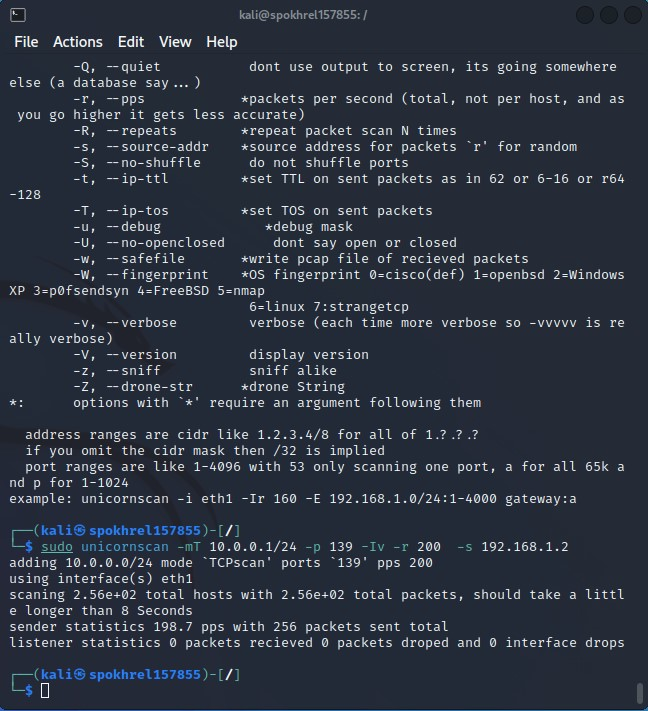 kali@spokhrel157855: /
File Actions Edit View Help
-Q, --quiet dont use output to screen, its going somewhere
else (a database say...)
-r, --pps *packets per second (total, not per host, and as
you go higher it gets less accurate)
-R, --repeats *repeat packet scan N times
-s, --source-addr *source address for packets `r' for random
-S, --no-shuffle do not shuffle ports
-t, --ip-ttl *set TTL on sent packets as in 62 or 6-16 or r64
-128
-T, --ip-tos *set TOS on sent packets
-u, --debug *debug mask
-U, --no-openclosed dont say open or closed
-w, --safefile *write pcap file of recieved packets
-W, --fingerprint *OS fingerprint 0=cisco(def) 1=openbsd 2=Windows
XP 3=p0fsendsyn 4=FreeBSD 5=nmap
6=linux 7:strangetcp
-v, --verbose verbose (each time more verbose so -vvvvv is re
ally verbose)
-V, --version display version
-z, --sniff sniff alike
-Z, --drone-str *drone String
*: options with `*' require an argument following them
address ranges are cidr like 1.2.3.4/8 for all of 1.?.?.?
if you omit the cidr mask then /32 is implied
port ranges are like 1-4096 with 53 only scanning one port, a for all 65k a
nd p for 1-1024
example: unicornscan -i eth1 -Ir 160 -E 192.168.1.0/24:1-4000 gateway:a
┌──(kali㉿spokhrel157855)-[/]
└─$ sudo unicornscan -mT 10.0.0.1/24 -p 139 -Iv -r 200 -s 192.168.1.2
adding 10.0.0.0/24 mode `TCPscan' ports `139' pps 200
using interface(s) eth1
scaning 2.56e+02 total hosts with 2.56e+02 total packets, should take a littl
e longer than 8 Seconds
sender statistics 198.7 pps with 256 packets sent total
listener statistics 0 packets recieved 0 packets droped and 0 interface drops
┌──(kali㉿spokhrel157855)-[/]
└─$